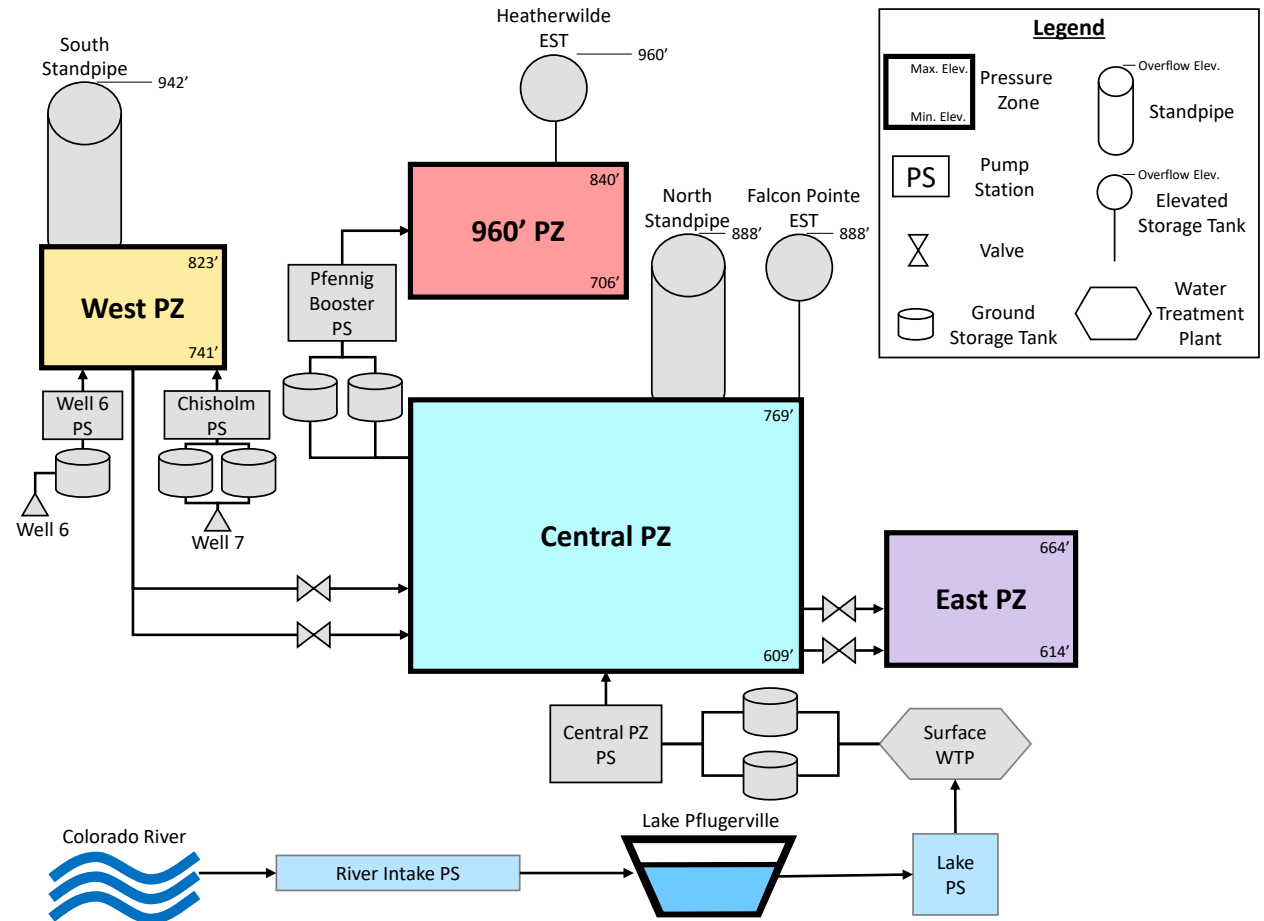 Heatherwilde
EST
960’
South
Standpipe
942’
Legend
Max. Elev.
Min. Elev.
Pressure
Zone
Overflow Elev.
Standpipe
PS
Pump
Station
Overflow Elev.
Elevated
Storage Tank
Valve
Ground
Storage Tank
Water
Treatment
Plant
840’
960’ PZ
706’
North
Standpipe
888’
Falcon Pointe
EST
888’
823’
West PZ
741’
Pfennig
Booster
PS
Well 6
PS
Chisholm
PS
Well 6
Well 7
769’
Central PZ
609’
664’
East PZ
614’
Central PZ
PS
Surface
WTP
Colorado River
River Intake PS
Lake Pflugerville
Lake
PS